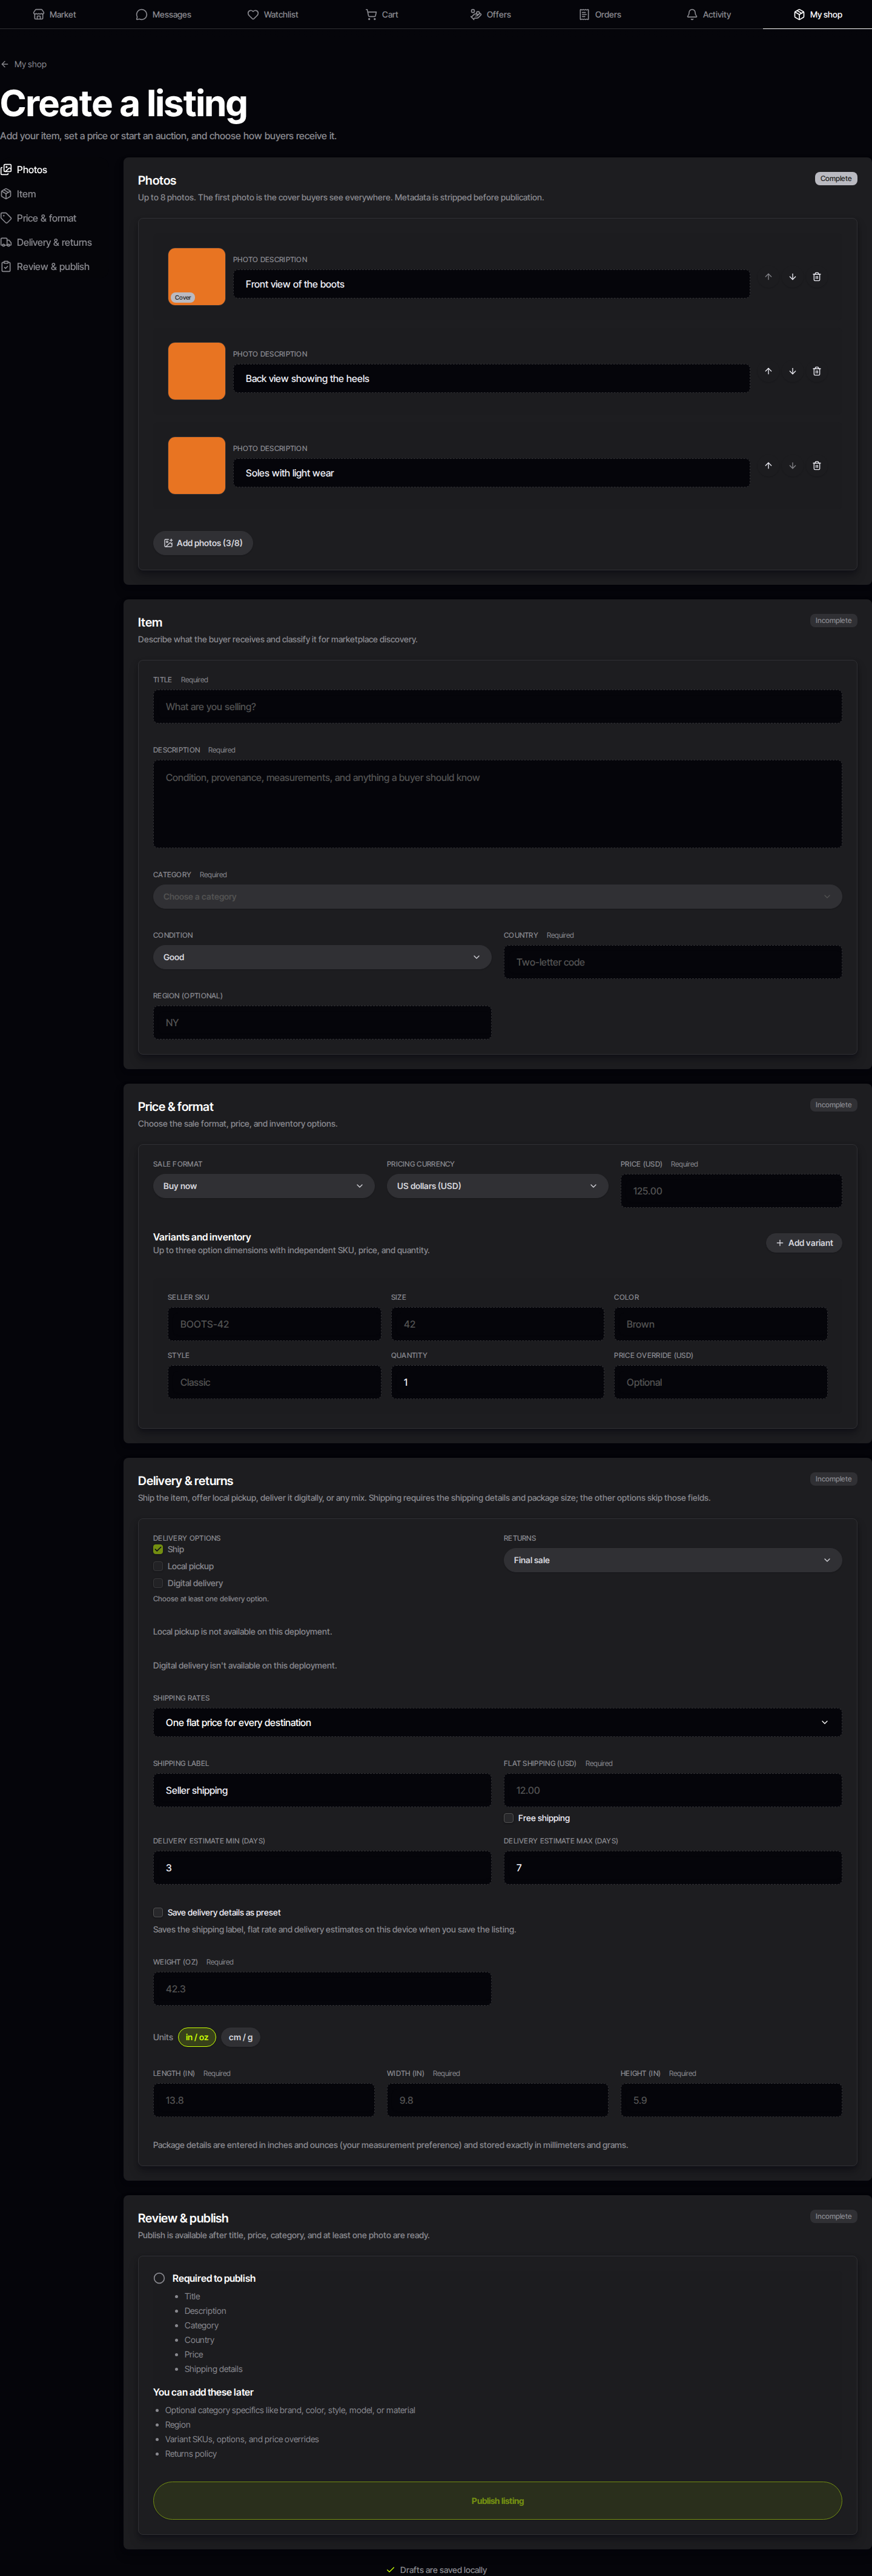 Market
Messages
Watchlist
Cart
Offers
Orders
Activity
My shop
My shop
Create a listing
Add your item, set a price or start an auction, and choose how buyers receive it.
Photos
Item
Price & format
Delivery & returns
Review & publish
Photos
Complete
Up to 8 photos. The first photo is the cover buyers see everywhere. Metadata is stripped before publication.
Cover
PHOTO DESCRIPTION
Front view of the boots
PHOTO DESCRIPTION
Back view showing the heels
PHOTO DESCRIPTION
Soles with light wear
Add photos (3/8)
Item
Incomplete
Describe what the buyer receives and classify it for marketplace discovery.
TITLE Required
What are you selling?
DESCRIPTION Required
Condition, provenance, measurements, and anything a buyer should know
CATEGORY Required
Choose a category
CONDITION
COUNTRY Required
Good
Two-letter code
REGION (OPTIONAL)
NY
Price & format
Incomplete
Choose the sale format, price, and inventory options.
SALE FORMAT
PRICING CURRENCY
PRICE (USD) Required
Buy now
US dollars (USD)
125.00
Variants and inventory
Up to three option dimensions with independent SKU, price, and quantity.
Add variant
SELLER SKU
SIZE
COLOR
BOOTS-42
42
Brown
STYLE
QUANTITY
PRICE OVERRIDE (USD)
Classic
1
Optional
Delivery & returns
Incomplete
Ship the item, offer local pickup, deliver it digitally, or any mix. Shipping requires the shipping details and package size; the other options skip those fields.
DELIVERY OPTIONS
RETURNS
Ship
Final sale
Local pickup
Digital delivery
Choose at least one delivery option.
Local pickup is not available on this deployment.
Digital delivery isn't available on this deployment.
SHIPPING RATES
One flat price for every destination
SHIPPING LABEL
FLAT SHIPPING (USD) Required
Seller shipping
12.00
Free shipping
DELIVERY ESTIMATE MIN (DAYS)
DELIVERY ESTIMATE MAX (DAYS)
3
7
Save delivery details as preset
Saves the shipping label, flat rate and delivery estimates on this device when you save the listing.
WEIGHT (OZ) Required
42.3
Units
in / oz
cm / g
LENGTH (IN) Required
WIDTH (IN) Required
HEIGHT (IN) Required
13.8
9.8
5.9
Package details are entered in inches and ounces (your measurement preference) and stored exactly in millimeters and grams.
Review & publish
Incomplete
Publish is available after title, price, category, and at least one photo are ready.
Required to publish
Title
Description
Category
Country
Price
Shipping details
You can add these later
Optional category specifics like brand, color, style, model, or material
Region
Variant SKUs, options, and price overrides
Returns policy
Publish listing
Drafts are saved locally